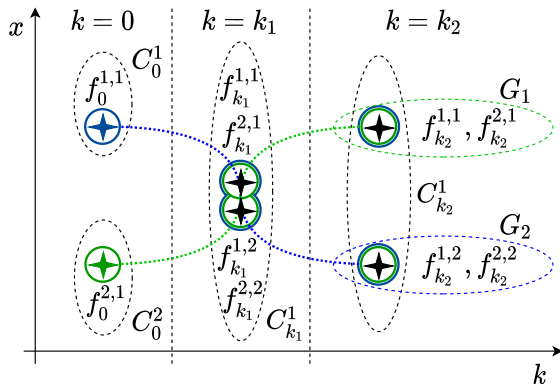 x
k = 0
k = k_1
k = k_2
C_0^1
f_0^{1,1}
f_{k_1}^{1,1}
f_{k_1}^{2,1}
G_1
f_{k_2}^{1,1}, f_{k_2}^{2,1}
C_{k_2}^1
G_2
f_{k_1}^{1,2}
f_{k_2}^{1,2}, f_{k_2}^{2,2}
f_0^{2,1}
f_{k_1}^{2,2}
C_0^2
C_{k_1}^1
k